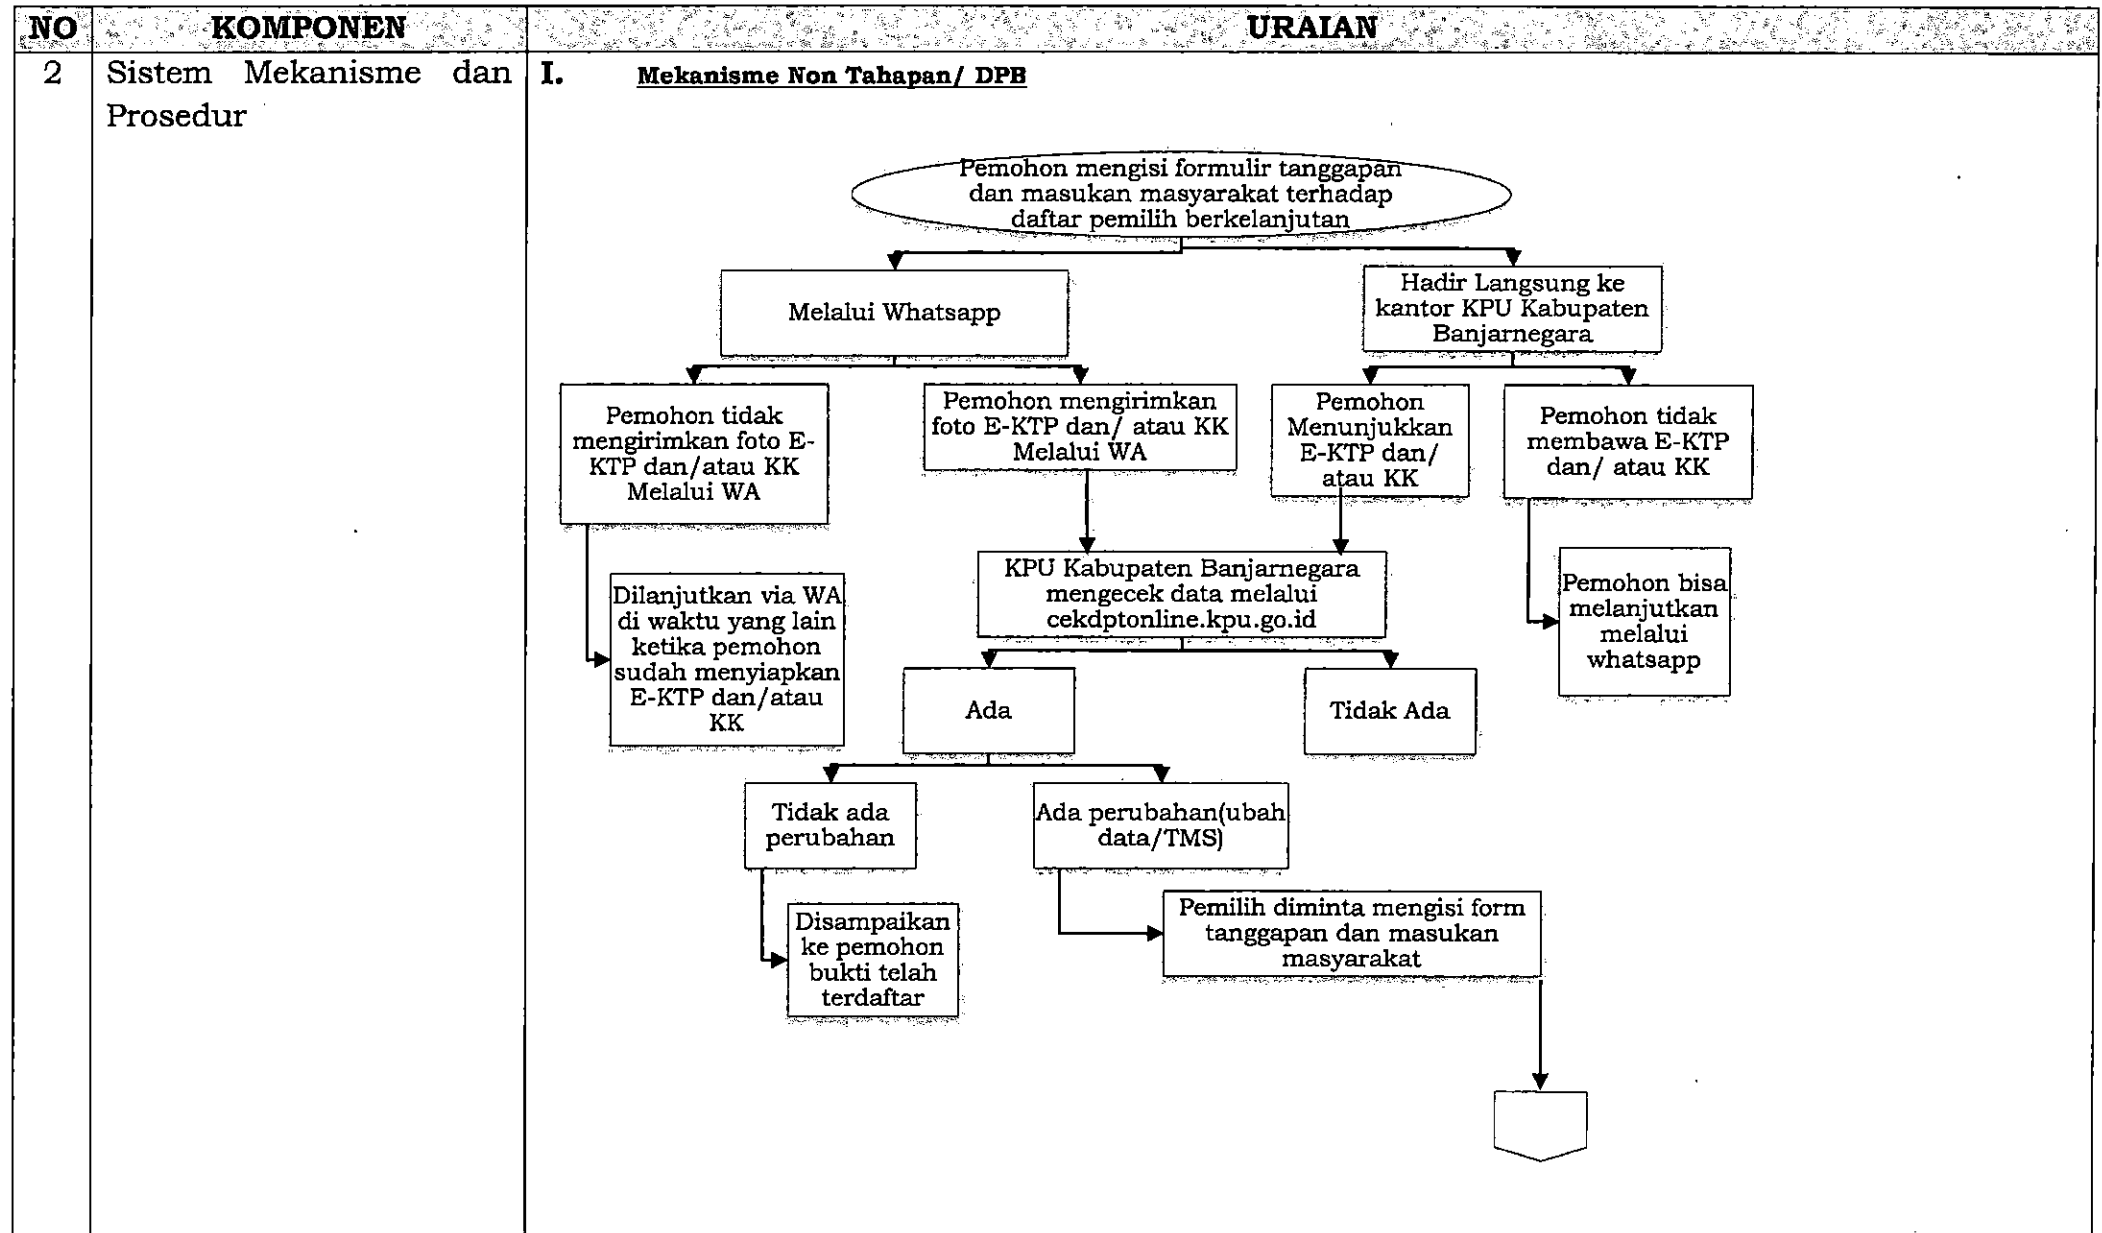 NO KOMPONEN URAIAN
2 Sistem Mekanisme dan
Prosedur
I. Mekanisme Non Tahapan/ DPB
Pemohon mengisi formulir tanggapan
dan masukan masyarakat terhadap
daftar pemilih berkelanjutan
Melalui Whatsapp
Hadir Langsung ke
kantor KPU Kabupaten
Banjarnegara
Pemohon tidak
mengirimkan foto E-
KTP dan/atau KK
Melalui WA
Pemohon mengirimkan
foto E-KTP dan/ atau KK
Melalui WA
Pemohon
Menunjukkan
E-KTP dan/
atau KK
Pemohon tidak
membawa E-KTP
dan/ atau KK
Dilanjutkan via WA
di waktu yang lain
ketika pemohon
sudah menyiapkan
E-KTP dan/atau
KK
KPU Kabupaten Banjarnegara
mengecek data melalui
cekdptonline.kpu.go.id
Pemohon bisa
melanjutkan
melalui
whatsapp
Ada
Tidak Ada
Tidak ada
perubahan
Ada perubahan(ubah
data/TMS)
Disampaikan
ke pemohon
bukti telah
terdaftar
Pemilih diminta mengisi form
tanggapan dan masukan
masyarakat